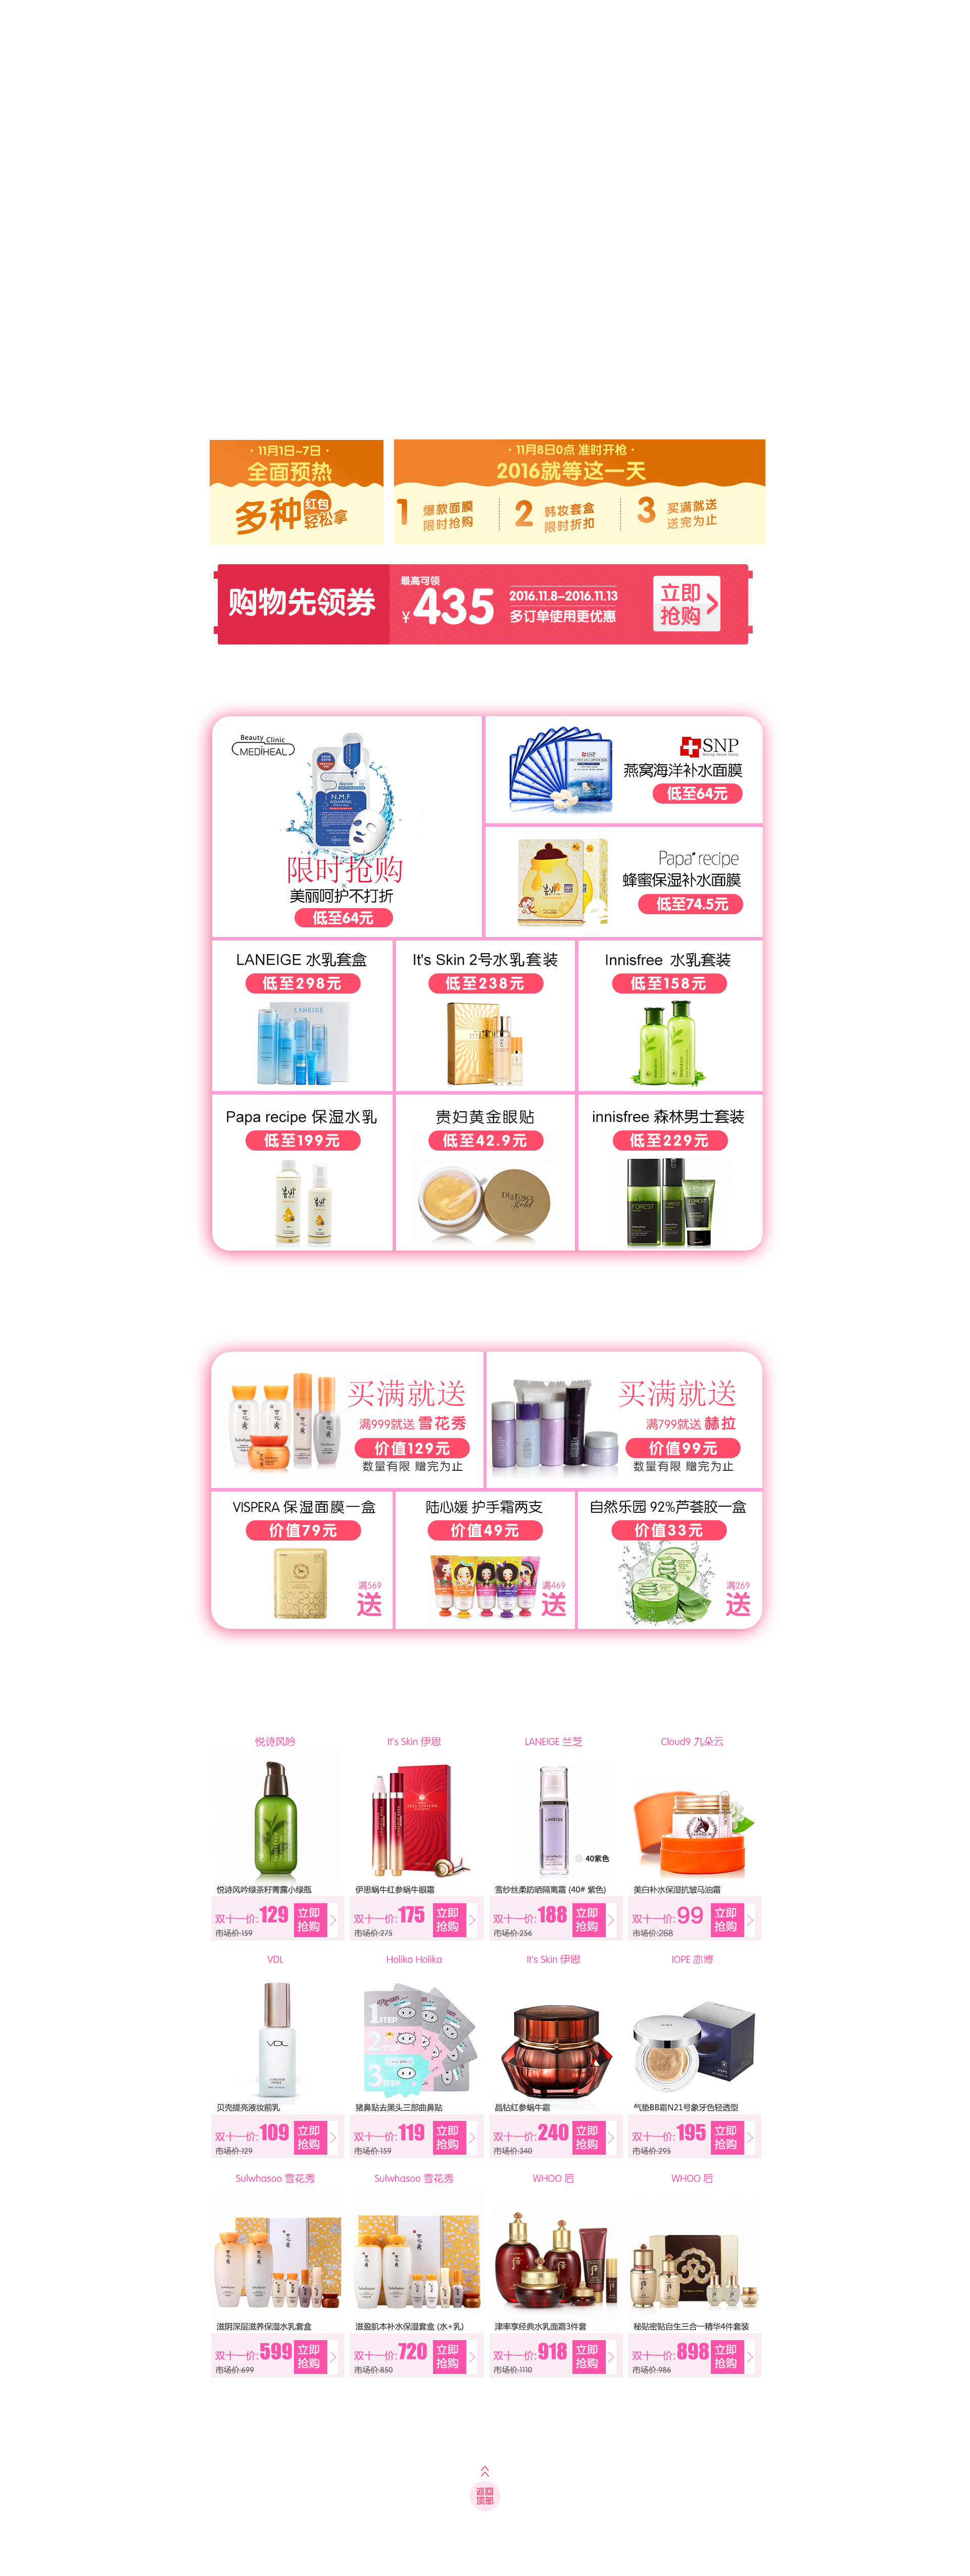 ·11月1日~7日·
全面预热
多种红包轻松拿
·11月8日0点 准时开枪·
2016就等这一天
1 爆款面膜
限时抢购
2 韩妆套盒
限时折扣
3 买满就送
送完为止
购物先领券
最高可领
¥435
2016.11.8-2016.11.13
多订单使用更优惠
立即
抢购
Beauty Clinic
MEDIHEAL
N.M.F
AQUARING
限时抢购
美丽呵护不打折
低至64元
SNP
SNP
燕窝海洋补水面膜
低至64元
Papa recipe
蜂蜜保湿补水面膜
低至74.5元
LANEIGE 水乳套盒
低至298元
LANEIGE
It's Skin 2号水乳套装
低至238元
Innisfree 水乳套装
低至158元
Papa recipe 保湿水乳
低至199元
贵妇黄金眼贴
低至42.9元
gold
innisfree 森林男士套装
低至229元
FOREST
FOREST
FOREST
买满就送
满999就送 雪花秀
价值129元
数量有限 赠完为止
买满就送
满799就送 赫拉
价值99元
数量有限 赠完为止
VISPERA 保湿面膜一盒
价值79元
满569
送
陆心媛 护手霜两支
价值49元
满469
送
自然乐园 92%芦荟胶一盒
价值33元
92%
满269
送
悦诗风吟
It's Skin 伊思
LANEIGE 兰芝
Cloud9 九朵云
LANEIGE
40紫色
悦诗风吟绿茶籽菁露小绿瓶
伊思蜗牛红参蜗牛眼霜
雪纱丝柔防晒隔离霜 (40# 紫色)
美白补水保湿抗皱马油霜
双十一价:129
市场价:159
立即
抢购
双十一价:175
市场价:275
立即
抢购
双十一价:188
市场价:256
立即
抢购
双十一价:99
市场价:268
立即
抢购
VDL
Holika Holika
It's Skin 伊思
IOPE 亦博
VDL
1 STEP
2 STEP
3 STEP
IOPE
贝壳提亮液妆前乳
猪鼻贴去黑头三部曲鼻贴
晶钻红参蜗牛霜
气垫BB霜N21号象牙色轻透型
双十一价:109
市场价:129
立即
抢购
双十一价:119
市场价:159
立即
抢购
双十一价:240
市场价:340
立即
抢购
双十一价:195
市场价:295
立即
抢购
Sulwhasoo 雪花秀
Sulwhasoo 雪花秀
WHOO 后
WHOO 后
滋阴深层滋养保湿水乳套盒
滋盈肌本补水保湿套盒 (水+乳)
津率享经典水乳面霜3件套
秘贴密贴自生三合一精华4件套装
双十一价:599
市场价:699
立即
抢购
双十一价:720
市场价:850
立即
抢购
双十一价:918
市场价:1110
立即
抢购
双十一价:898
市场价:986
立即
抢购
返回
顶部